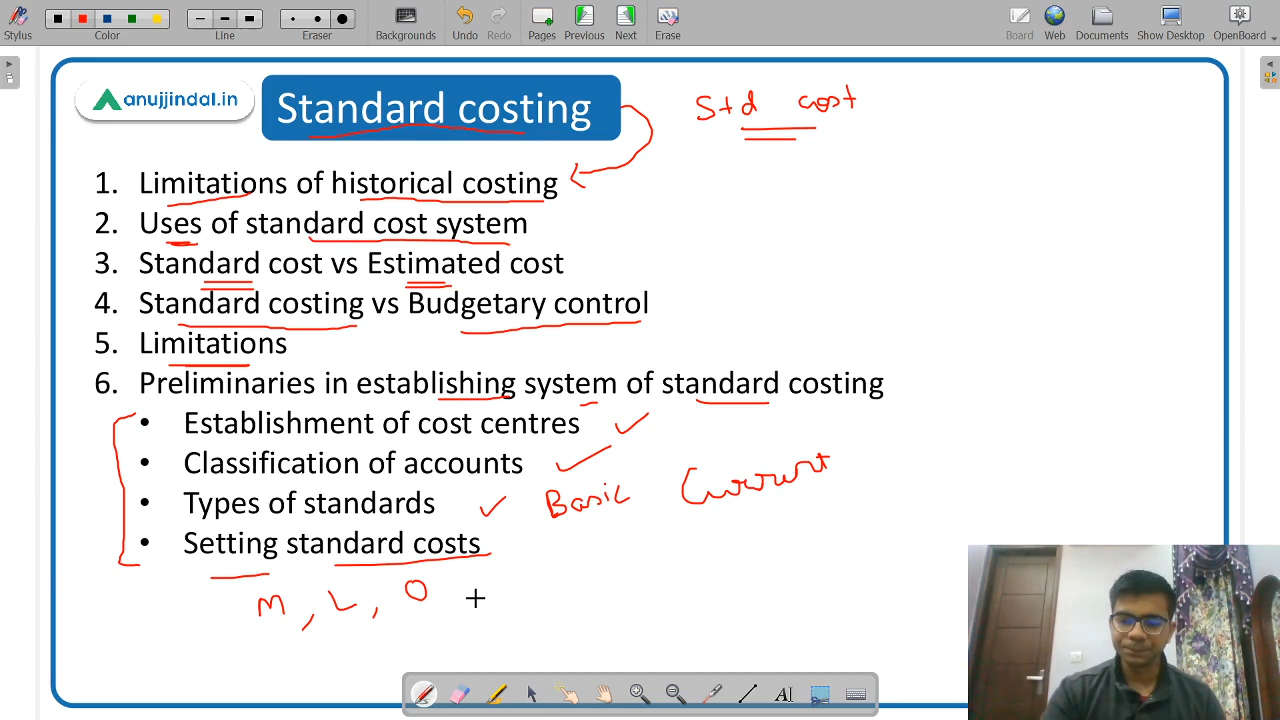 Stylus Color Line Eraser Backgrounds Undo Redo Pages Previous Next Erase Board Web Documents Show Desktop OpenBoard
anujjindal.in
Standard costing
Std cost
1. Limitations of historical costing
2. Uses of standard cost system
3. Standard cost vs Estimated cost
4. Standard costing vs Budgetary control
5. Limitations
6. Preliminaries in establishing system of standard costing
• Establishment of cost centres
• Classification of accounts
• Types of standards Basic Current
• Setting standard costs
M, L, O